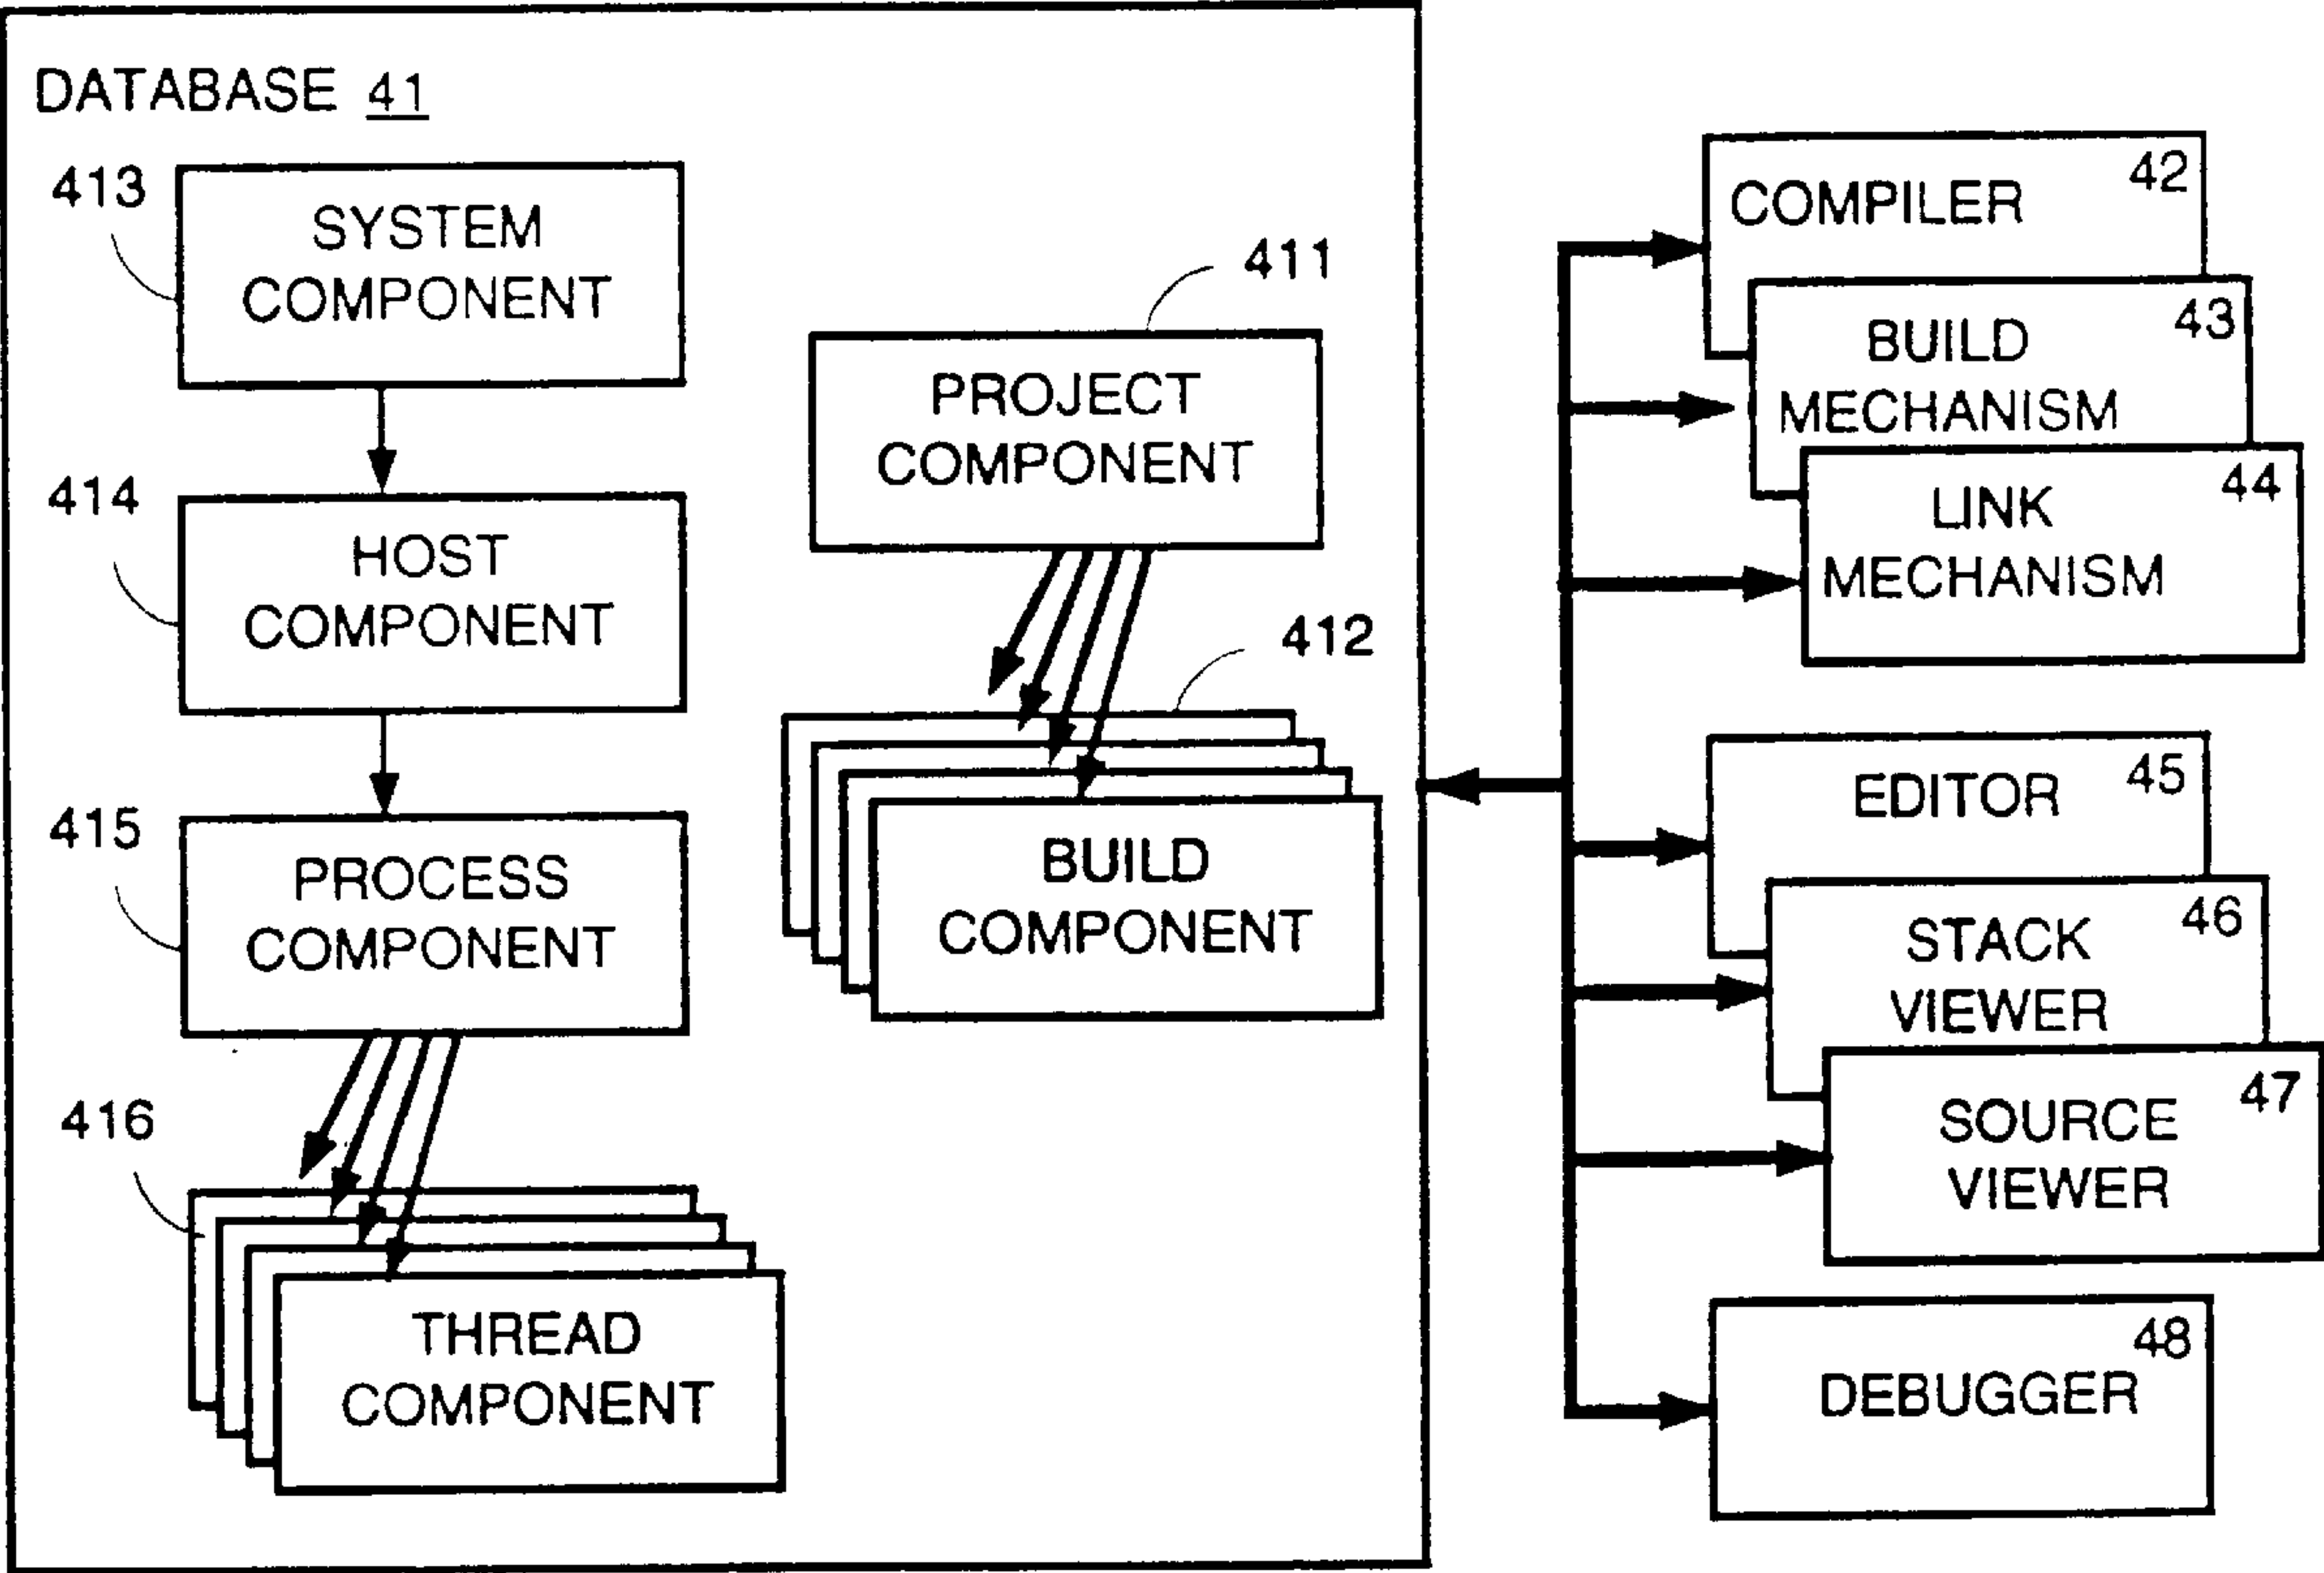 DATABASE 41
413
SYSTEM
COMPONENT
414
HOST
COMPONENT
415
PROCESS
COMPONENT
416
THREAD
COMPONENT
411
PROJECT
COMPONENT
412
BUILD
COMPONENT
42
COMPILER
43
BUILD
MECHANISM
44
LINK
MECHANISM
45
EDITOR
46
STACK
VIEWER
47
SOURCE
VIEWER
48
DEBUGGER